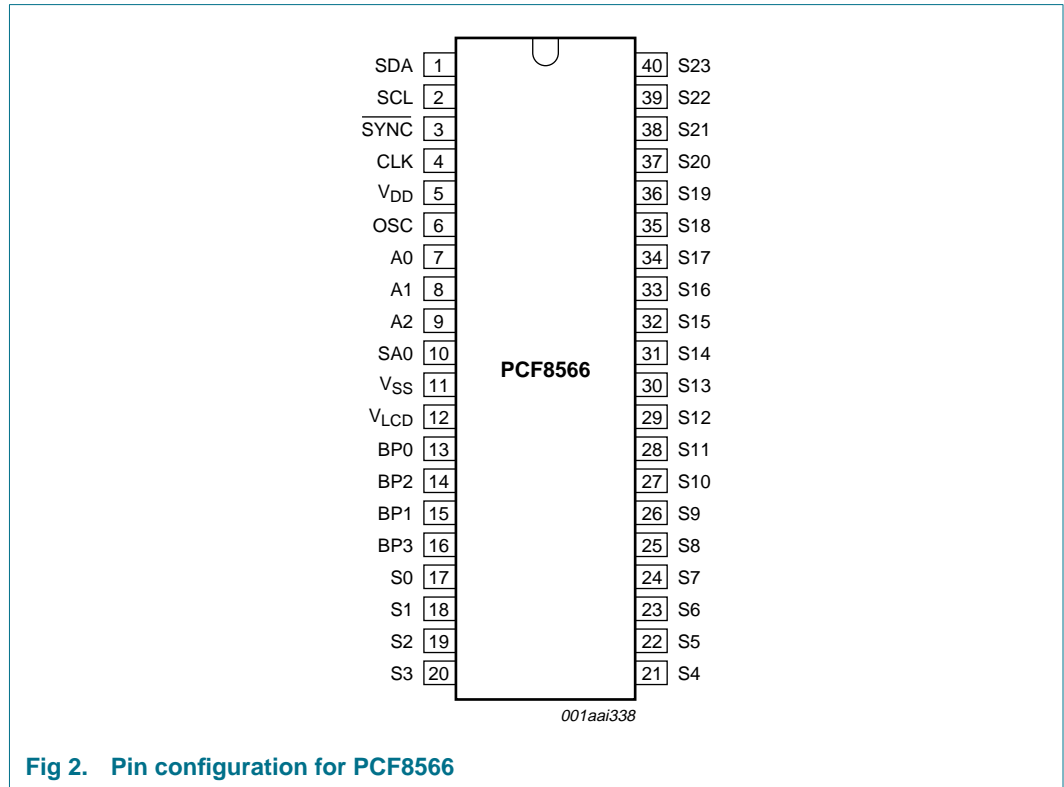 SDA 1 40 S23
SCL 2 39 S22
SYNC 3 38 S21
CLK 4 37 S20
VDD 5 36 S19
OSC 6 35 S18
A0 7 34 S17
A1 8 33 S16
A2 9 32 S15
SA0 10 31 S14
PCF8566
VSS 11 30 S13
VLCD 12 29 S12
BP0 13 28 S11
BP2 14 27 S10
BP1 15 26 S9
BP3 16 25 S8
S0 17 24 S7
S1 18 23 S6
S2 19 22 S5
S3 20 21 S4
001aai338
Fig 2. Pin configuration for PCF8566